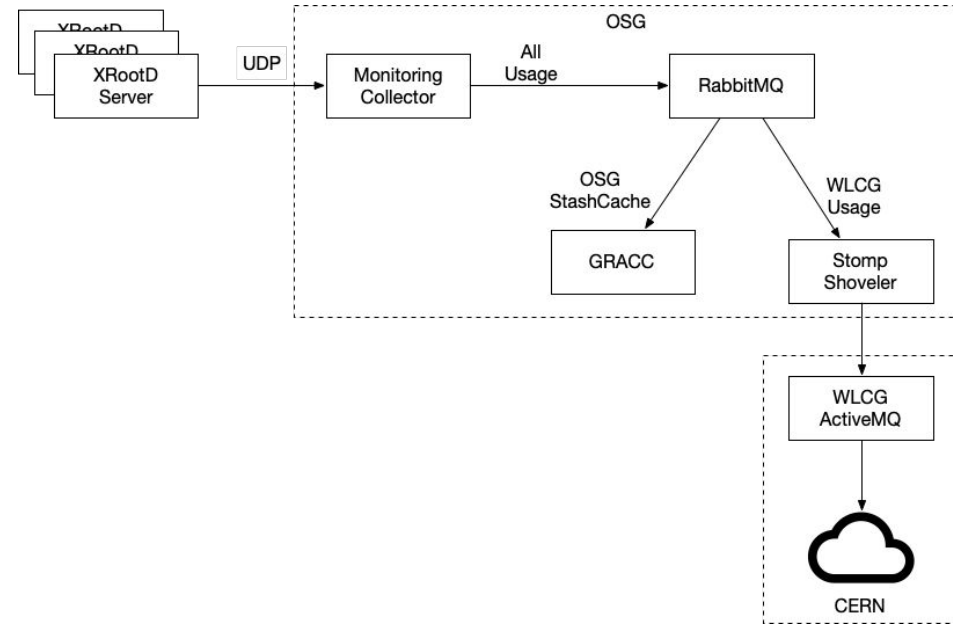 OSG
XRootD
XRootD
XRootD
Server
UDP
Monitoring
Collector
All
Usage
RabbitMQ
OSG
StashCache
WLCG
Usage
GRACC
Stomp
Shoveler
WLCG
ActiveMQ
CERN